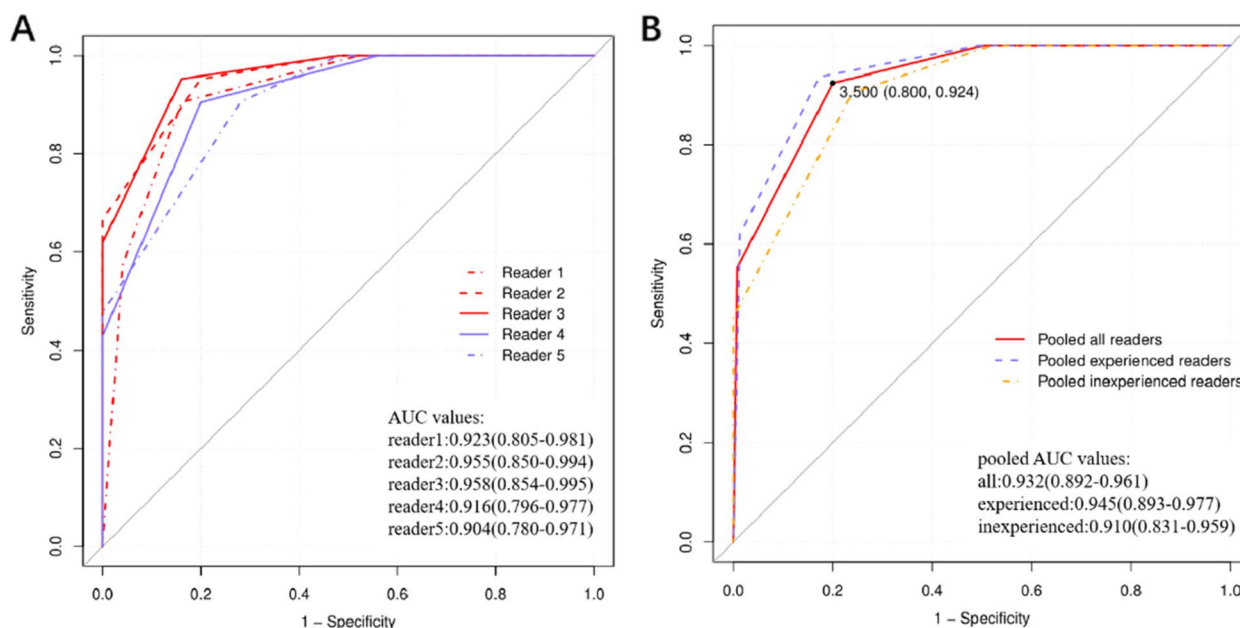 A
Sensitivity
1.0
0.8
0.6
0.4
0.2
0.0
Reader 1
Reader 2
Reader 3
Reader 4
Reader 5
AUC values:
reader1:0.923(0.805-0.981)
reader2:0.955(0.850-0.994)
reader3:0.958(0.854-0.995)
reader4:0.916(0.796-0.977)
reader5:0.904(0.780-0.971)
0.0 0.2 0.4 0.6 0.8 1.0
1 – Specificity
B
Sensitivity
1.0
0.8
0.6
0.4
0.2
0.0
3.500 (0.800, 0.924)
Pooled all readers
Pooled experienced readers
Pooled inexperienced readers
pooled AUC values:
all:0.932(0.892-0.961)
experienced:0.945(0.893-0.977)
inexperienced:0.910(0.831-0.959)
0.0 0.2 0.4 0.6 0.8 1.0
1 – Specificity